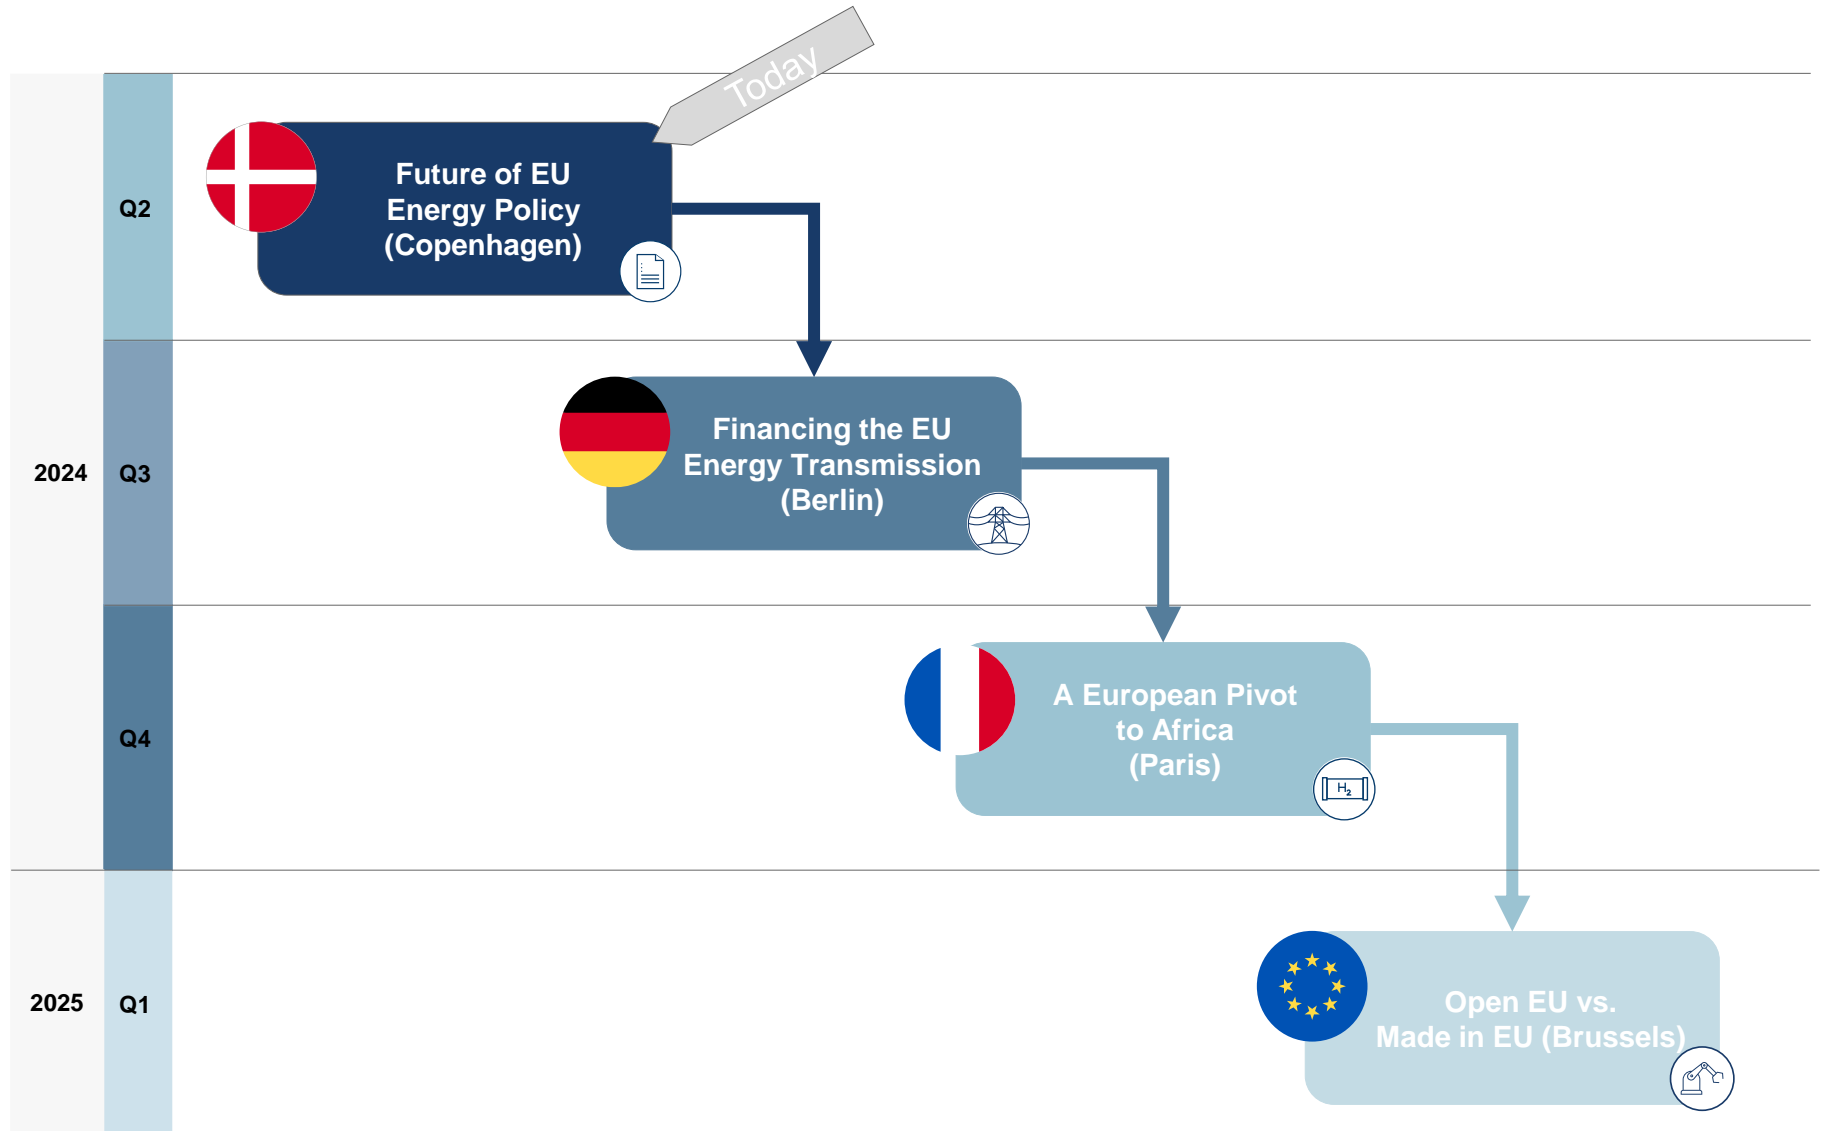 Today
Q2
Future of EU
Energy Policy
(Copenhagen)
2024
Q3
Financing the EU
Energy Transmission
(Berlin)
Q4
A European Pivot
to Africa
(Paris)
H₂
2025
Q1
Open EU vs.
Made in EU (Brussels)